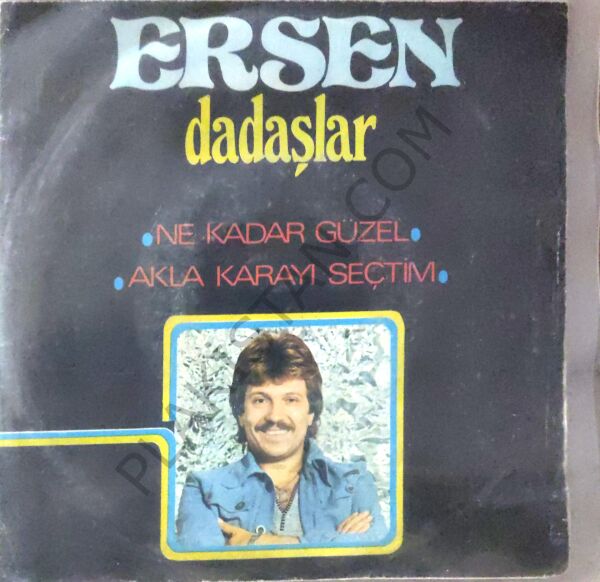 ERSEN
dadaşlar
NE KADAR GÜZEL
AKLA KARAYI SEÇTİM